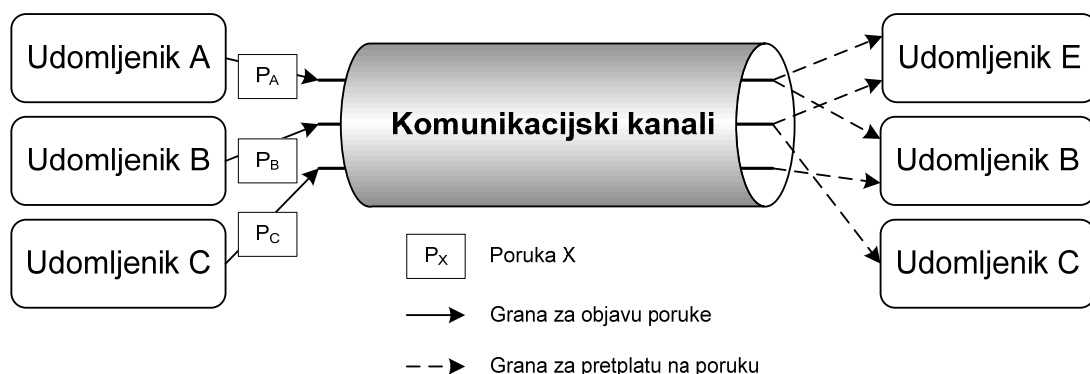 Udomljenik A
Udomljenik B
Udomljenik C
PA
PB
PC
Komunikacijski kanali
Udomljenik E
Udomljenik B
Udomljenik C
PX Poruka X
Grana za objavu poruke
Grana za pretplatu na poruku